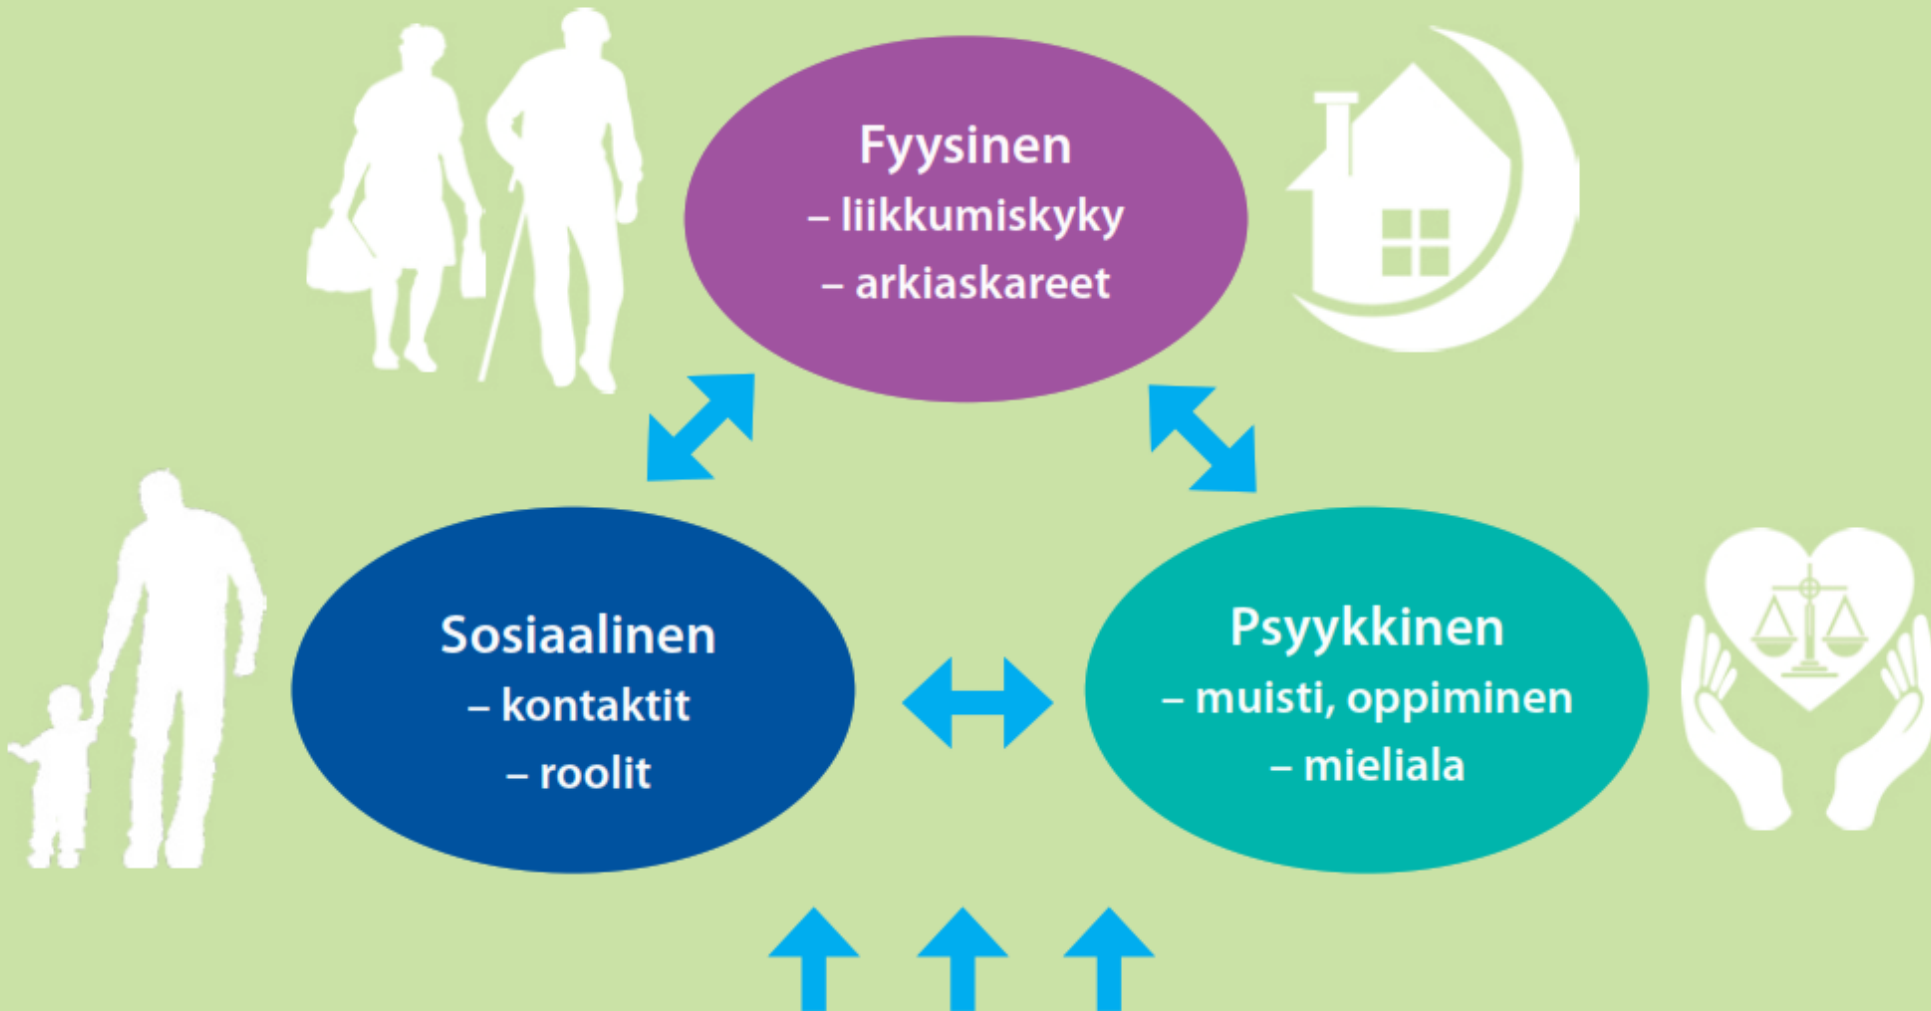 Fyysinen
– liikkumiskyky
– arkiaskareet
Sosiaalinen
– kontaktit
– roolit
Psyykkinen
– muisti, oppiminen
– mieliala